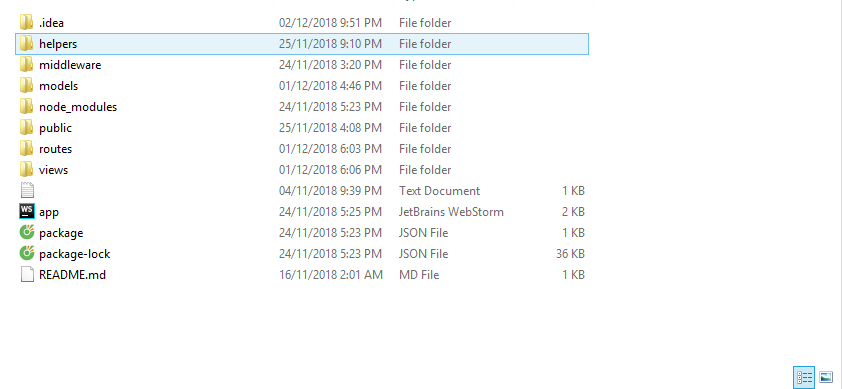 .idea 02/12/2018 9:51 PM File folder
helpers 25/11/2018 9:10 PM File folder
middleware 24/11/2018 3:20 PM File folder
models 01/12/2018 4:46 PM File folder
node_modules 24/11/2018 5:23 PM File folder
public 25/11/2018 4:08 PM File folder
routes 01/12/2018 6:03 PM File folder
views 01/12/2018 6:06 PM File folder
04/11/2018 9:39 PM Text Document 1 KB
WS app 24/11/2018 5:25 PM JetBrains WebStorm 2 KB
package 24/11/2018 5:23 PM JSON File 1 KB
package-lock 24/11/2018 5:23 PM JSON File 36 KB
README.md 16/11/2018 2:01 AM MD File 1 KB